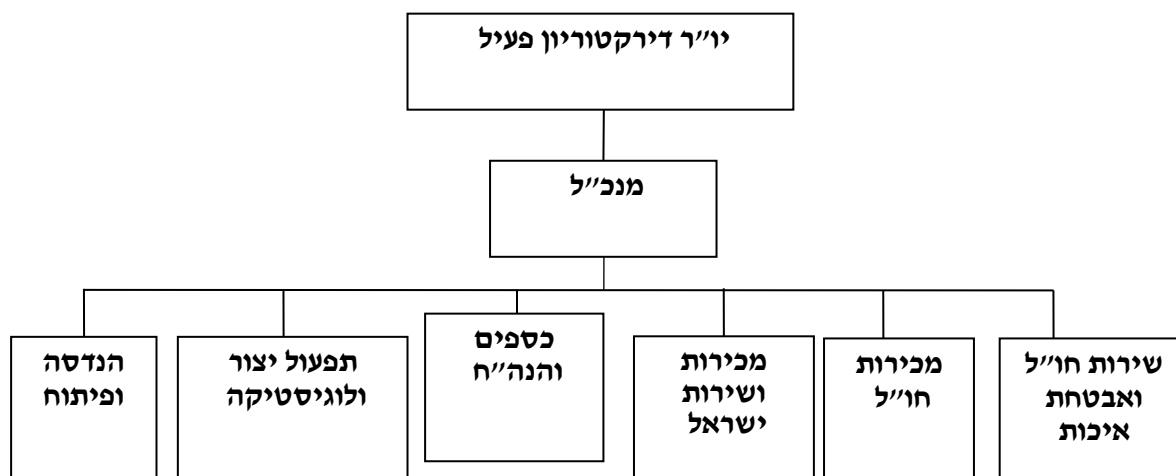 יו״ר דירקטוריון פעיל
מנכ״ל
שירות חו״ל
ואבטחת
איכות
מכירות
חו״ל
מכירות
ושירות
ישראל
כספים
והנה״ח
תפעול יצור
ולוגיסטיקה
הנדסה
ופיתוח